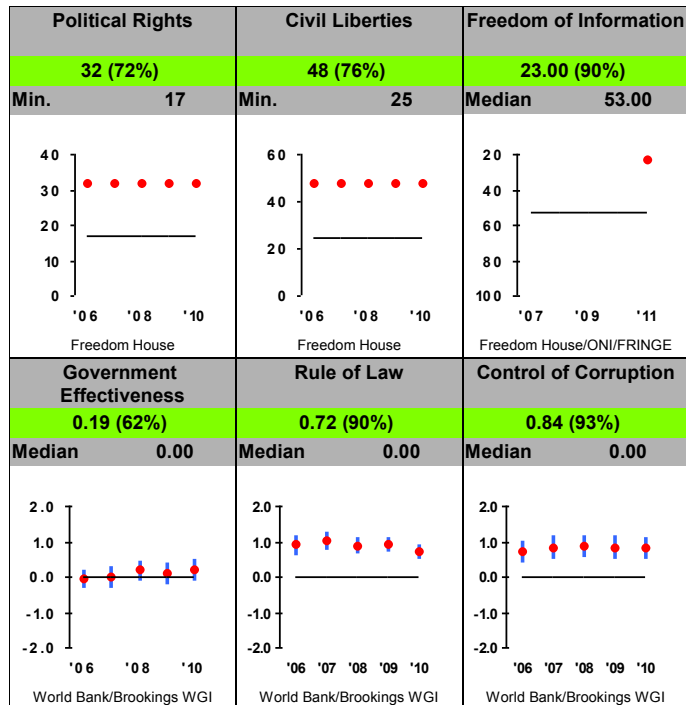 Political Rights
32 (72%)
Min. 17
40
30
20
10
0
'06 '08 '10
Freedom House
Civil Liberties
48 (76%)
Min. 25
60
40
20
0
'06 '08 '10
Freedom House
Freedom of Information
23.00 (90%)
Median 53.00
20
40
60
80
100
'07 '09 '11
Freedom House/ONI/FRINGE
Government
Effectiveness
0.19 (62%)
Median 0.00
2.0
1.0
0.0
-1.0
-2.0
'06 '08 '10
World Bank/Brookings WGI
Rule of Law
0.72 (90%)
Median 0.00
2.0
1.0
0.0
-1.0
-2.0
'06 '07 '08 '09 '10
World Bank/Brookings WGI
Control of Corruption
0.84 (93%)
Median 0.00
2.0
1.0
0.0
-1.0
-2.0
'06 '07 '08 '09 '10
World Bank/Brookings WGI